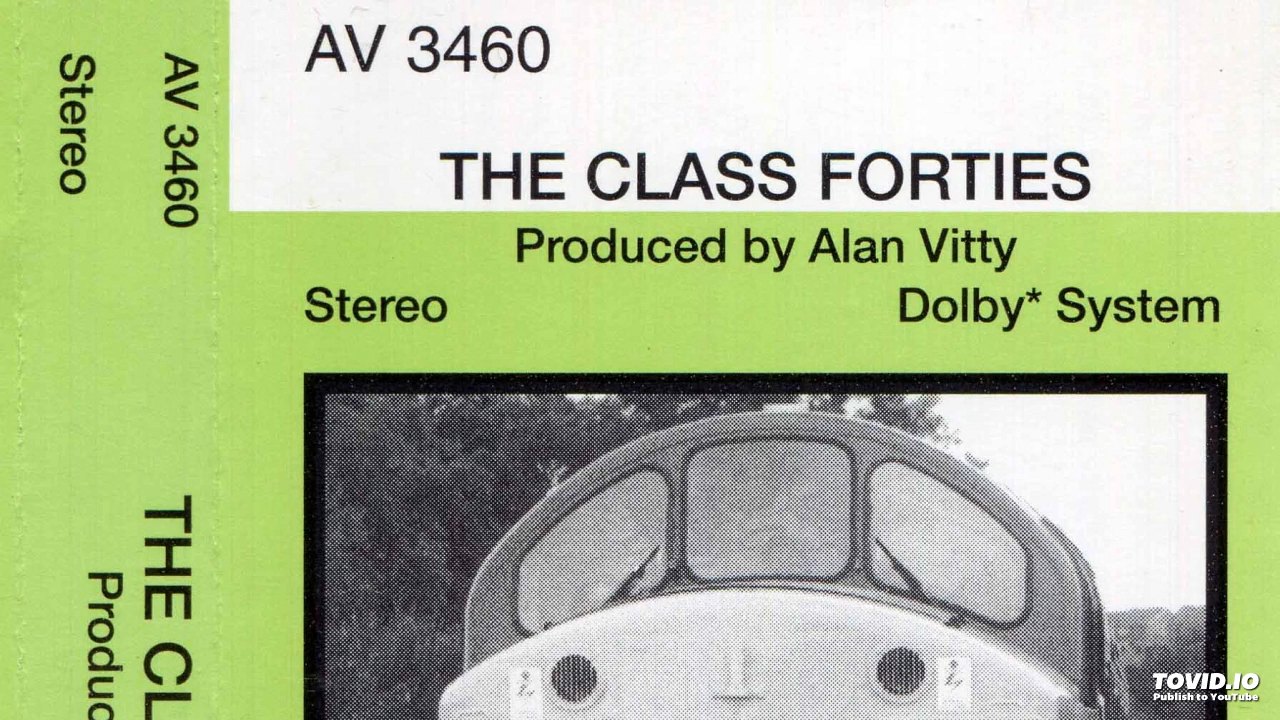 Stereo
AV 3460
THE CL
Produc
AV 3460
THE CLASS FORTIES
Produced by Alan Vitty
Stereo
Dolby* System
TOVID.IO
Publish to YouTube